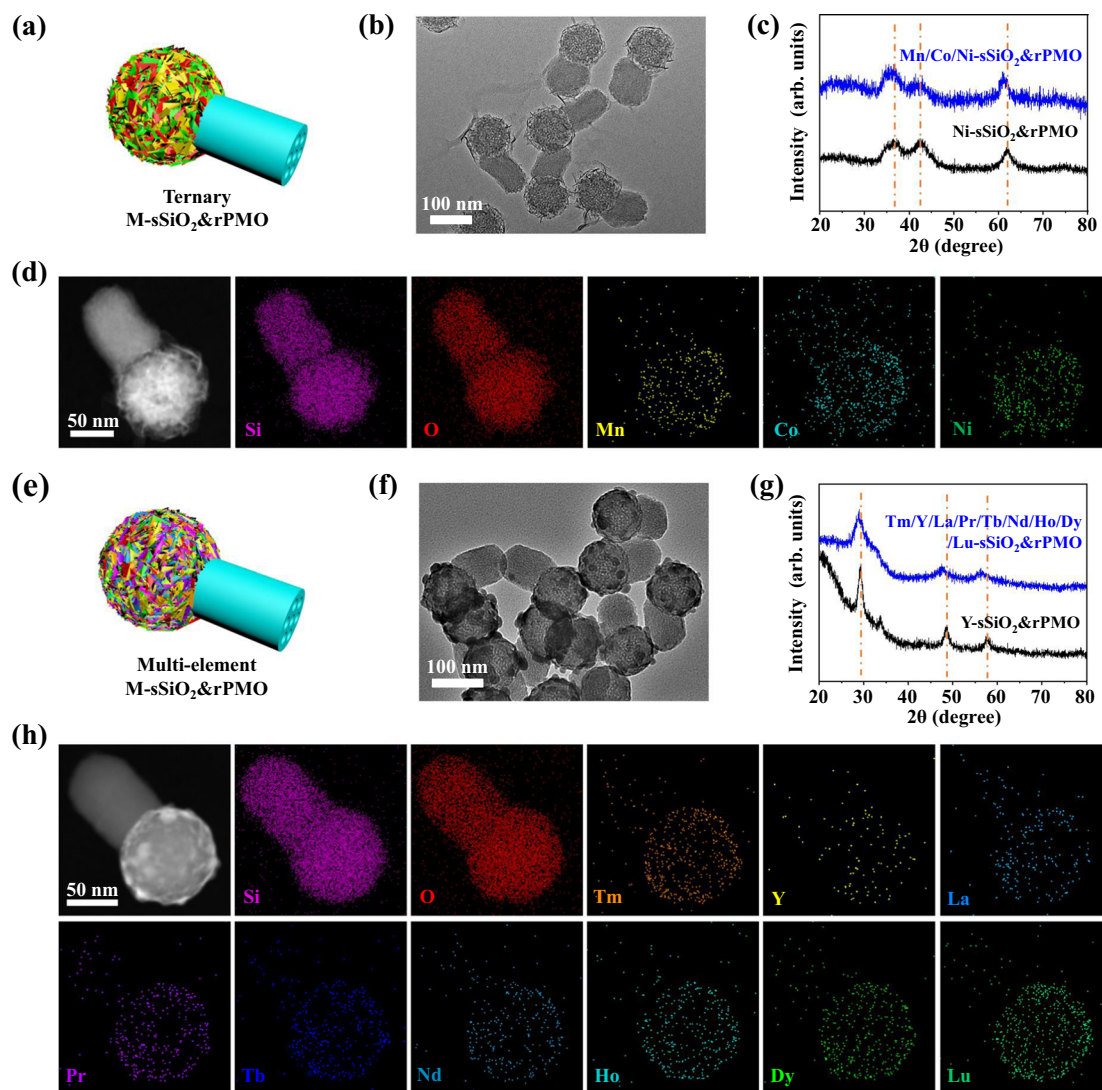 (a)
Ternary
M-sSiO₂&rPMO
(b)
100 nm
(c)
Intensity (arb. units)
Mn/Co/Ni-sSiO₂&rPMO
Ni-sSiO₂&rPMO
20 30 40 50 60 70 80
2θ (degree)
(d)
50 nm
Si
O
Mn
Co
Ni
(e)
Multi-element
M-sSiO₂&rPMO
(f)
100 nm
(g)
Intensity (arb. units)
Tm/Y/La/Pr/Tb/Nd/Ho/Dy
/Lu-sSiO₂&rPMO
Y-sSiO₂&rPMO
20 30 40 50 60 70 80
2θ (degree)
(h)
50 nm
Si
O
Tm
Y
La
Pr
Tb
Nd
Ho
Dy
Lu